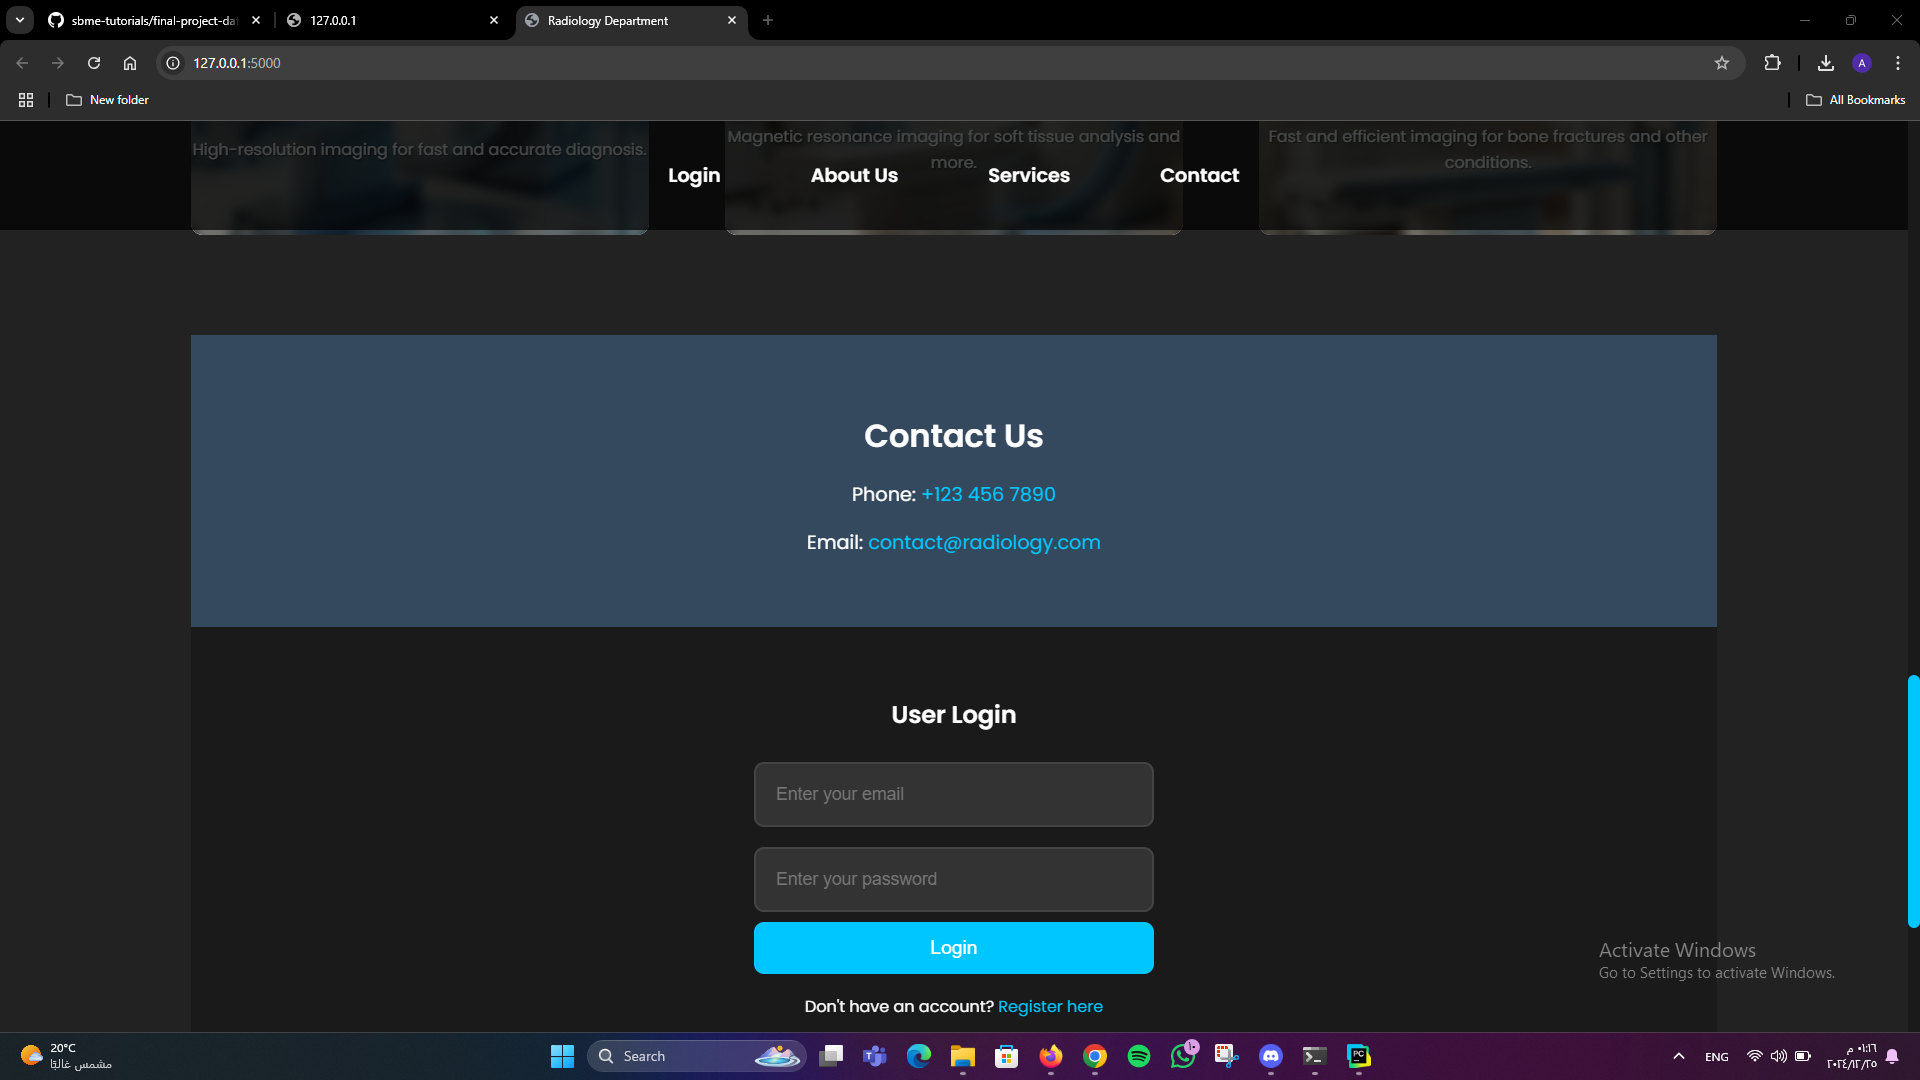 sbme-tutorials/final-project-da
127.0.0.1
Radiology Department
127.0.0.1:5000
A
New folder
All Bookmarks
High-resolution imaging for fast and accurate diagnosis.
Magnetic resonance imaging for soft tissue analysis and
more.
Fast and efficient imaging for bone fractures and other
conditions.
Login
About Us
Services
Contact
Contact Us
Phone: +123 456 7890
Email: contact@radiology.com
User Login
Enter your email
Enter your password
Login
Don't have an account? Register here
Activate Windows
Go to Settings to activate Windows.
20°C
مشمس غالبًا
Search
١٠
PC
ENG
٠١:١٦ م
٢٠٢٤/١٢/٢٥